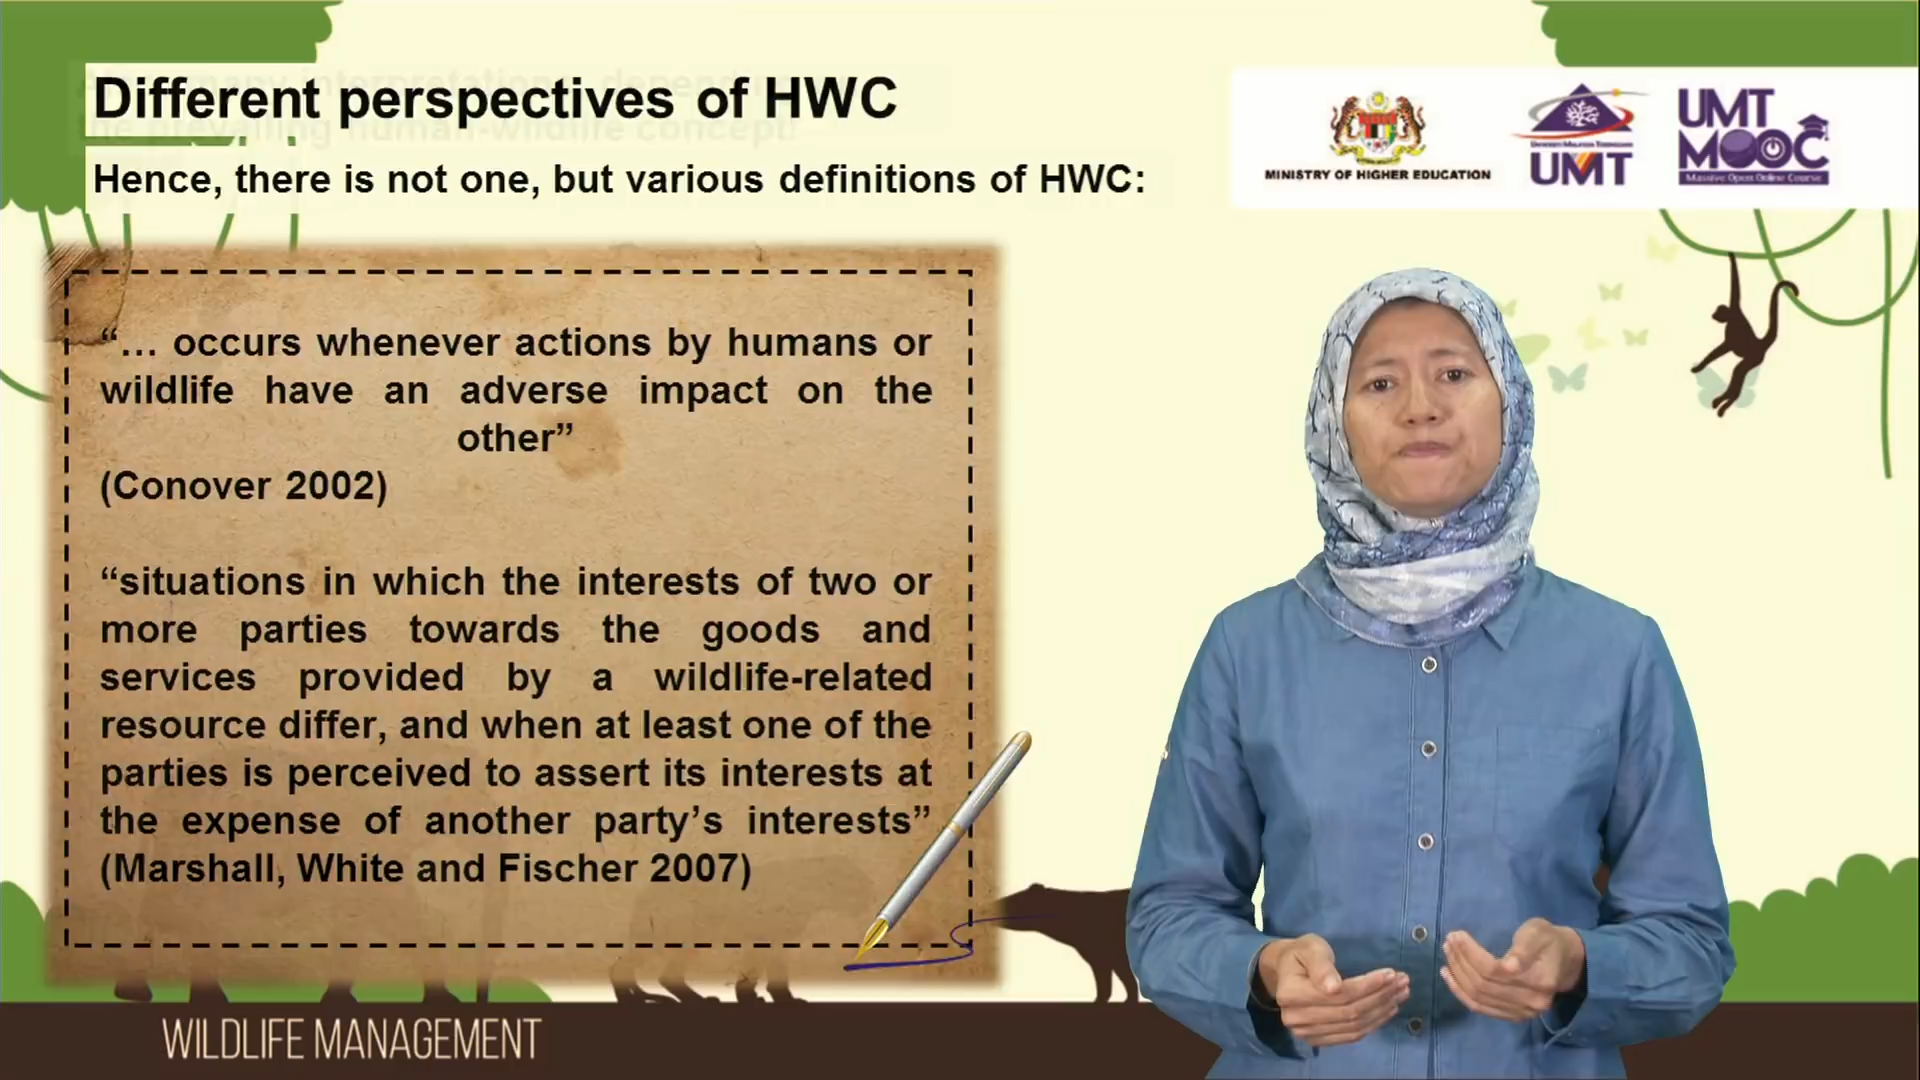 Different perspectives of HWC
Hence, there is not one, but various definitions of HWC:
MINISTRY OF HIGHER EDUCATION
UMT
UMT
MOOC
Massive Open Online Course
“... occurs whenever actions by humans or
wildlife have an adverse impact on the
other”
(Conover 2002)
“situations in which the interests of two or
more parties towards the goods and
services provided by a wildlife-related
resource differ, and when at least one of the
parties is perceived to assert its interests at
the expense of another party’s interests”
(Marshall, White and Fischer 2007)
WILDLIFE MANAGEMENT